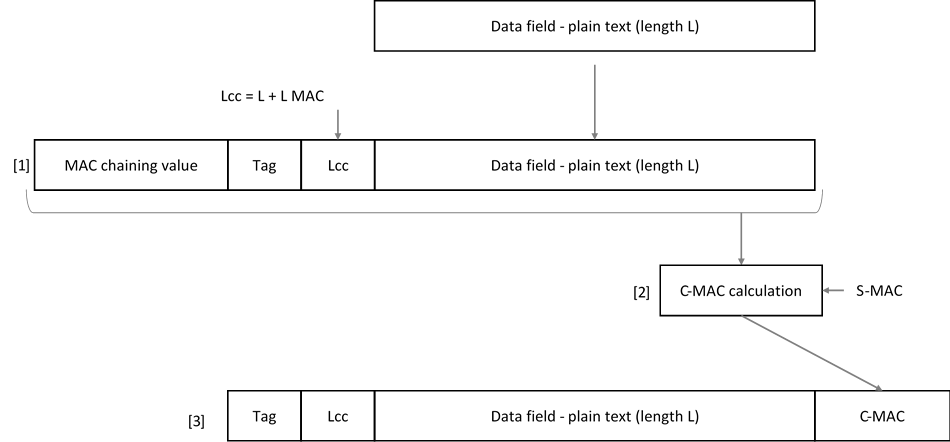 Data field - plain text (length L)
Lcc = L + L MAC
[1] MAC chaining value Tag Lcc Data field - plain text (length L)
[2] C-MAC calculation S-MAC
[3] Tag Lcc Data field - plain text (length L) C-MAC